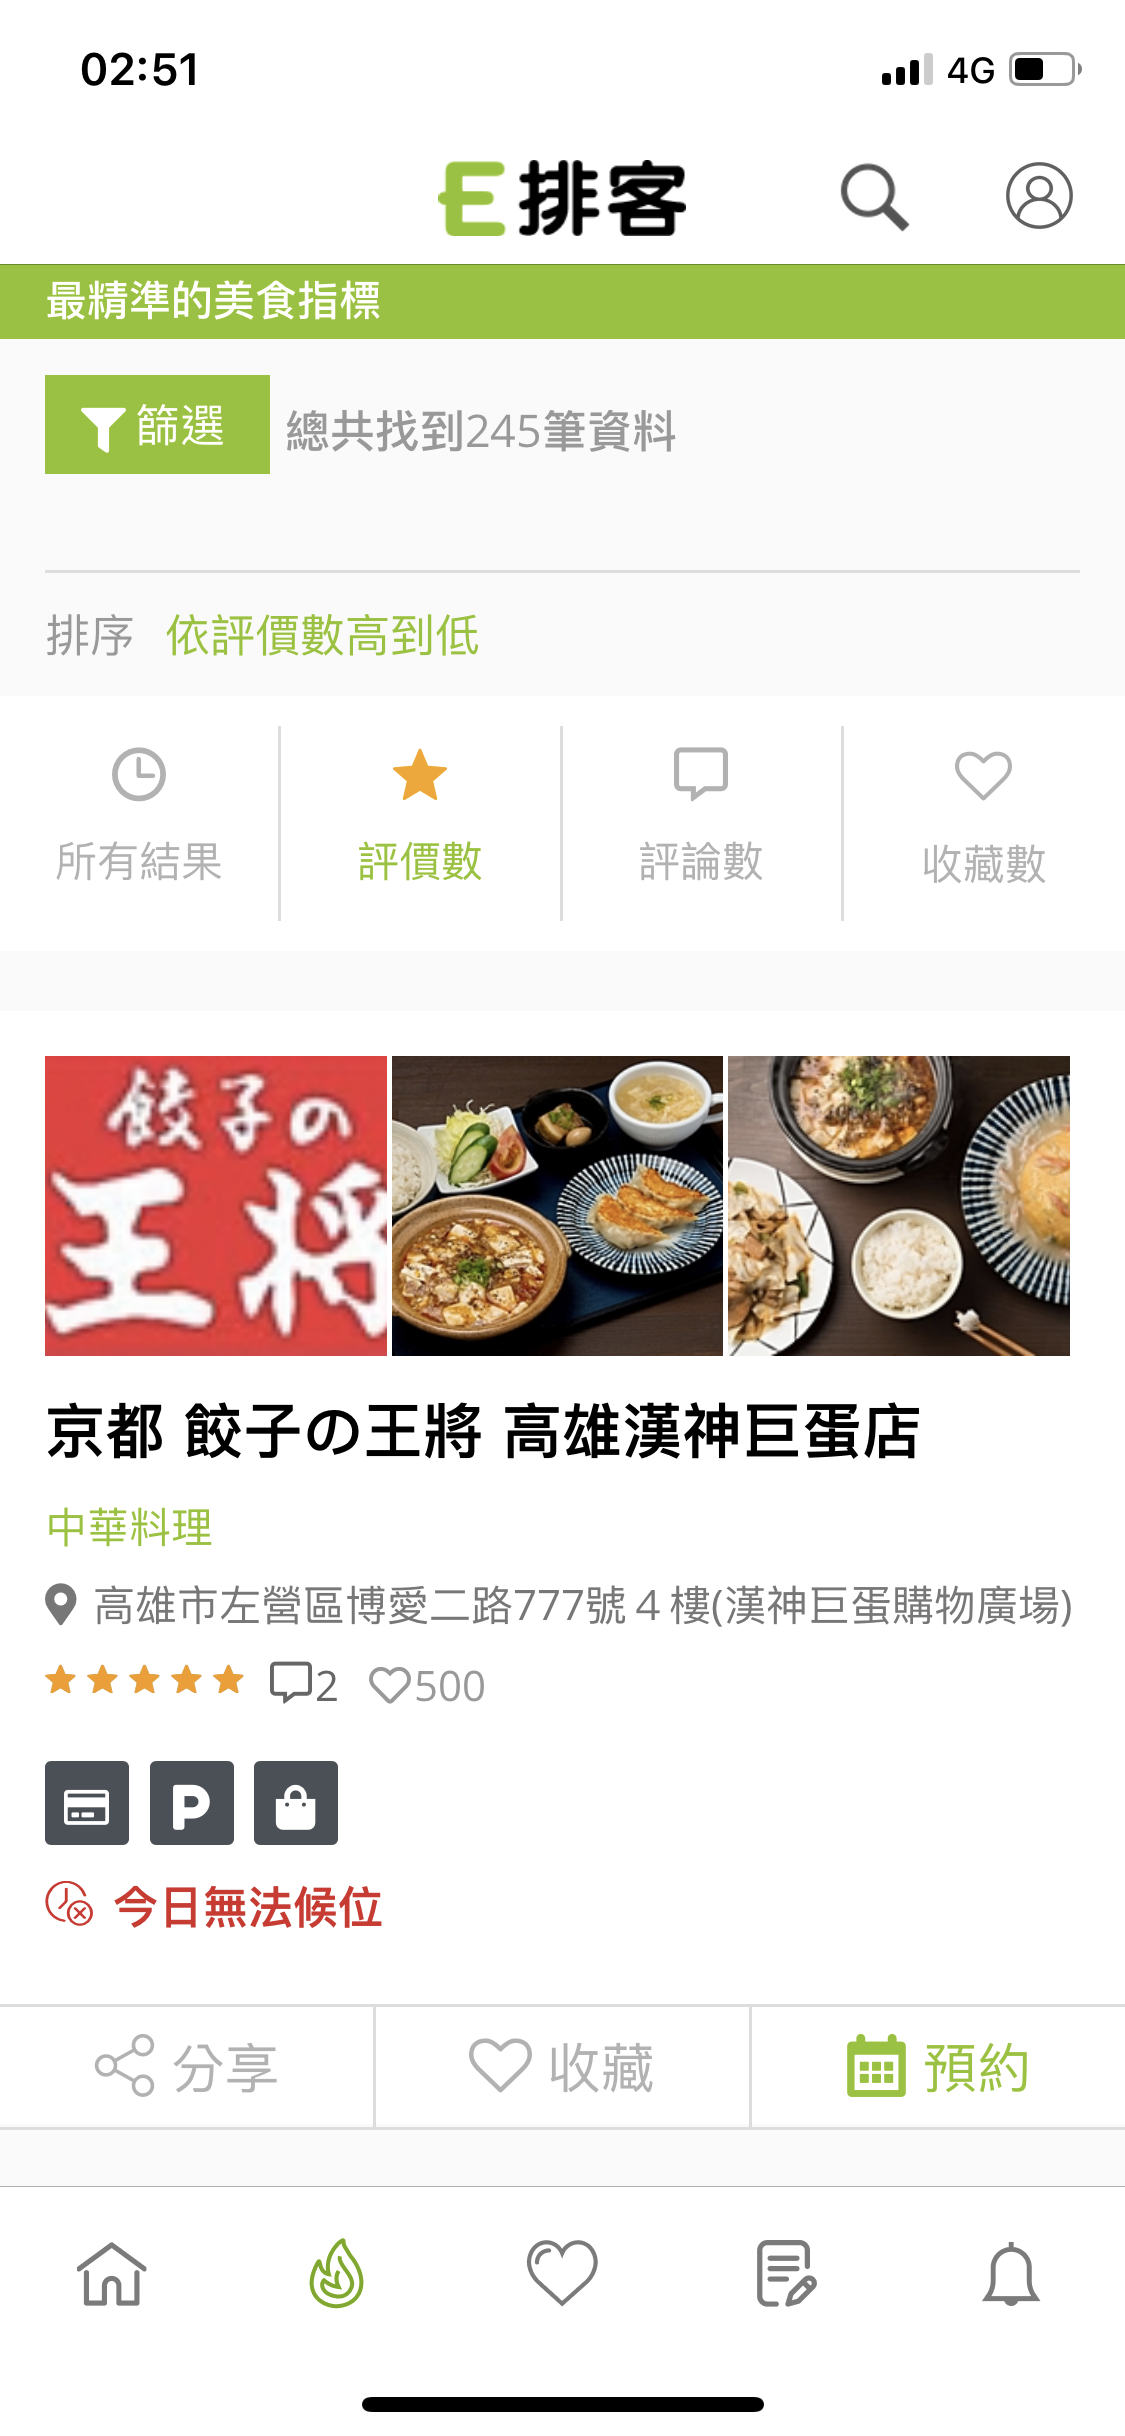 02:51
4G
E排客
最精準的美食指標
篩選
總共找到245筆資料
排序 依評價數高到低
所有結果 評價數 評論數 收藏數
餃子の
王将
京都 餃子の王將 高雄漢神巨蛋店
中華料理
高雄市左營區博愛二路777號４樓(漢神巨蛋購物廣場)
2 500
P
今日無法候位
分享 收藏 預約